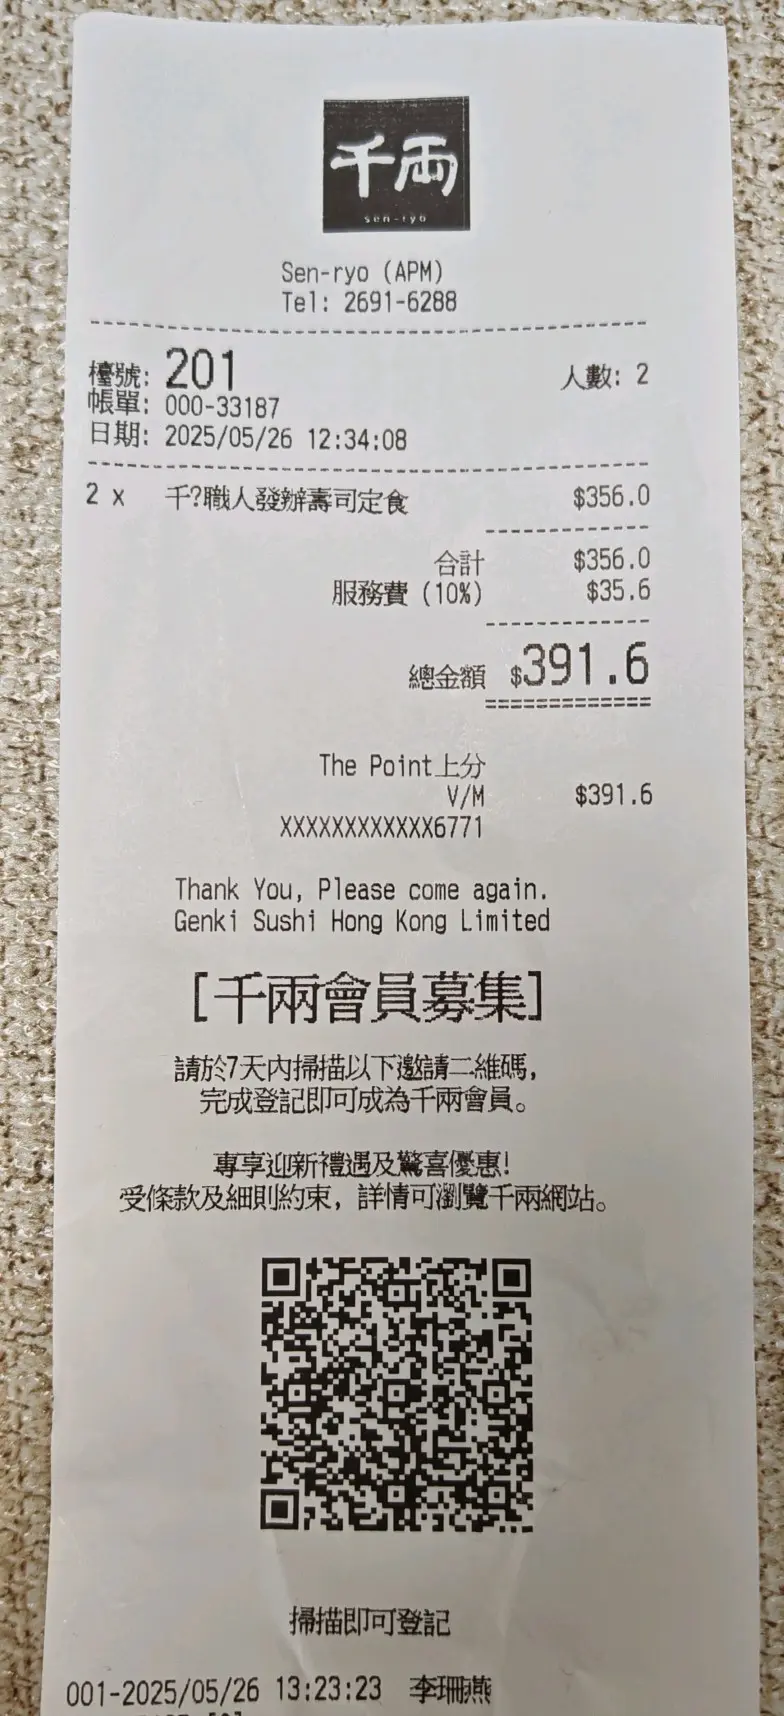 千兩
sen-ryo
Sen-ryo (APM)
Tel: 2691-6288
檯號: 201 人數: 2
帳單: 000-33187
日期: 2025/05/26 12:34:08
2 x 千?職人發辦壽司定食 $356.0
合計 $356.0
服務費 (10%) $35.6
總金額 $391.6
The Point上分
V/M $391.6
XXXXXXXXXXXX6771
Thank You, Please come again.
Genki Sushi Hong Kong Limited
[千兩會員募集]
請於7天內掃描以下邀請二維碼,
完成登記即可成為千兩會員。
專享迎新禮遇及驚喜優惠!
受條款及細則約束, 詳情可瀏覽千兩網站。
掃描即可登記
001-2025/05/26 13:23:23 李珊燕